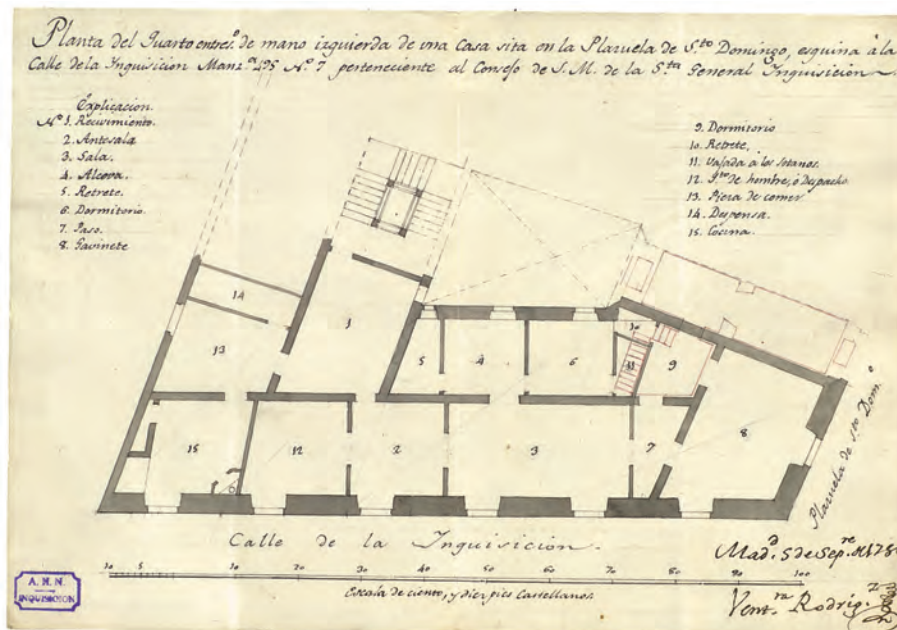 Planta del Quarto entres.º de mano izquierda de una Casa sita en la Plazuela de S.to Domingo, esquina á la
Calle de la Inquisicion Manz.ª 495 N.º 7 perteneciente al Consejo de S. M. de la S.ta General Inquisicion
Explicacion.
N.º 1. Recivimiento.
2. Antesala
3. Sala.
4. Alcova.
5. Retrete.
6. Dormitorio.
7. Paso.
8. Gavinete
9. Dormitorio
10. Retrete,
11. vajada à los sotanos.
12. Q.to de hombre, ó Despacho
13. Pieza de comer
14. Despensa.
15. Cocina.
14
1
13
5
4
6
10
11
9
8
15
12
2
3
7
Plazuela de S.to Dom.º
Calle de la Inquisicion.
Mad.d 5 de Sep.re
10 5 10 20 30 40 50 60 70 80 90 100
Escala de ciento, y diez pies Castellanos.
Vent.ra Rodrig.z
A. H. N.
INQUISICION